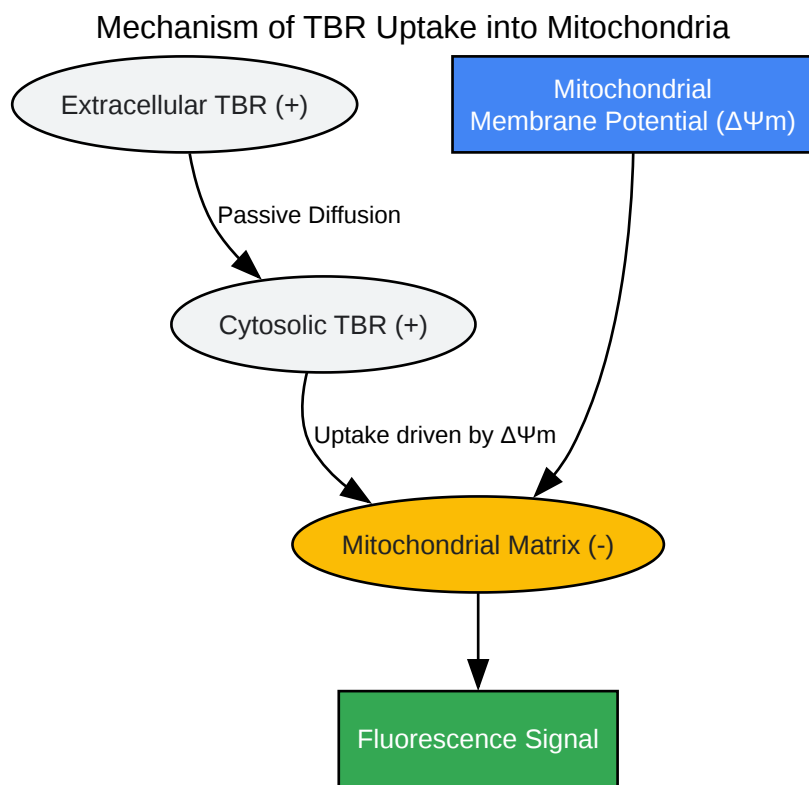 Mechanism of TBR Uptake into Mitochondria
Extracellular TBR (+)
Mitochondrial
Membrane Potential (ΔΨm)
Passive Diffusion
Cytosolic TBR (+)
Uptake driven by ΔΨm
Mitochondrial Matrix (-)
Fluorescence Signal